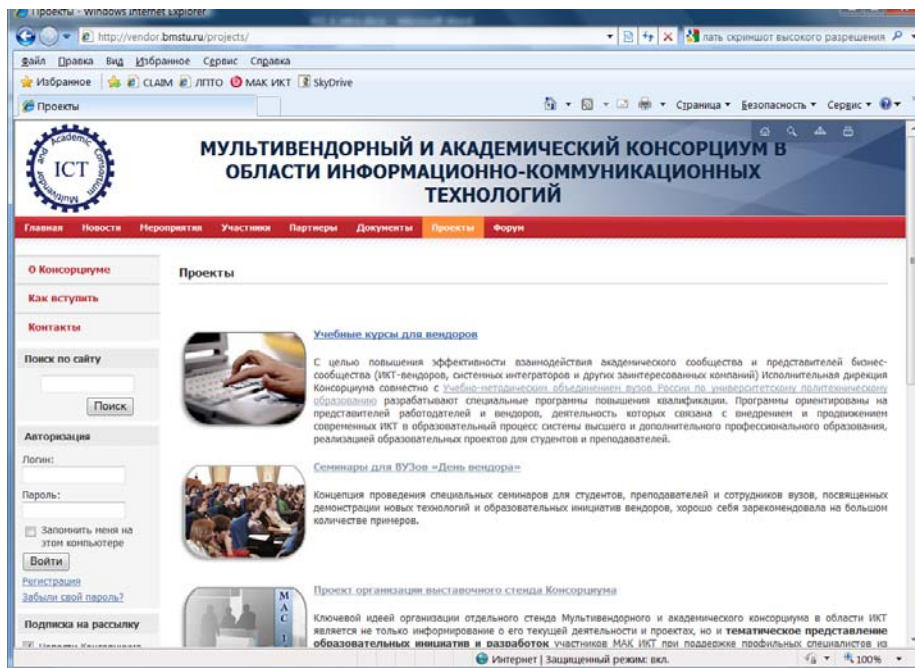 Проекты - Windows Internet Explorer
http://vendor.bmstu.ru/projects/
лать скриншот высокого разрешения
Файл Правка Вид Избранное Сервис Справка
Избранное CLAIM ЛПТО МАК ИКТ SkyDrive
Проекты
Страница Безопасность Сервис
Academic Consortium
Multivendor and
ICT
МУЛЬТИВЕНДОРНЫЙ И АКАДЕМИЧЕСКИЙ КОНСОРЦИУМ В
ОБЛАСТИ ИНФОРМАЦИОННО-КОММУНИКАЦИОННЫХ
ТЕХНОЛОГИЙ
Главная Новости Мероприятия Участники Партнеры Документы Проекты Форум
О Консорциуме
Как вступить
Контакты
Поиск по сайту
Поиск
Авторизация
Логин:
Пароль:
Запомнить меня на
этом компьютере
Войти
Регистрация
Забыли свой пароль?
Подписка на рассылку
Новости Консорциума
Проекты
Учебные курсы для вендоров
С целью повышения эффективности взаимодействия академического сообщества и представителей бизнес-
сообщества (ИКТ-вендоров, системных интеграторов и других заинтересованных компаний) Исполнительная дирекция
Консорциума совместно с Учебно-методическим объединением вузов России по университетскому политехническому
образованию разрабатывают специальные программы повышения квалификации. Программы ориентированы на
представителей работодателей и вендоров, деятельность которых связана с внедрением и продвижением
современных ИКТ в образовательный процесс системы высшего и дополнительного профессионального образования,
реализацией образовательных проектов для студентов и преподавателей.
Семинары для ВУЗов «День вендора»
Концепция проведения специальных семинаров для студентов, преподавателей и сотрудников вузов, посвященных
демонстрации новых технологий и образовательных инициатив вендоров, хорошо себя зарекомендовала на большом
количестве примеров.
M
A
C
Проект организации выставочного стенда Консорциума
Ключевой идеей организации отдельного стенда Мультивендорного и академического консорциума в области ИКТ
является не только информирование о его текущей деятельности и проектах, но и тематическое представление
образовательных инициатив и разработок участников МАК ИКТ при поддержке профильных специалистов из
Интернет | Защищенный режим: вкл.
100%